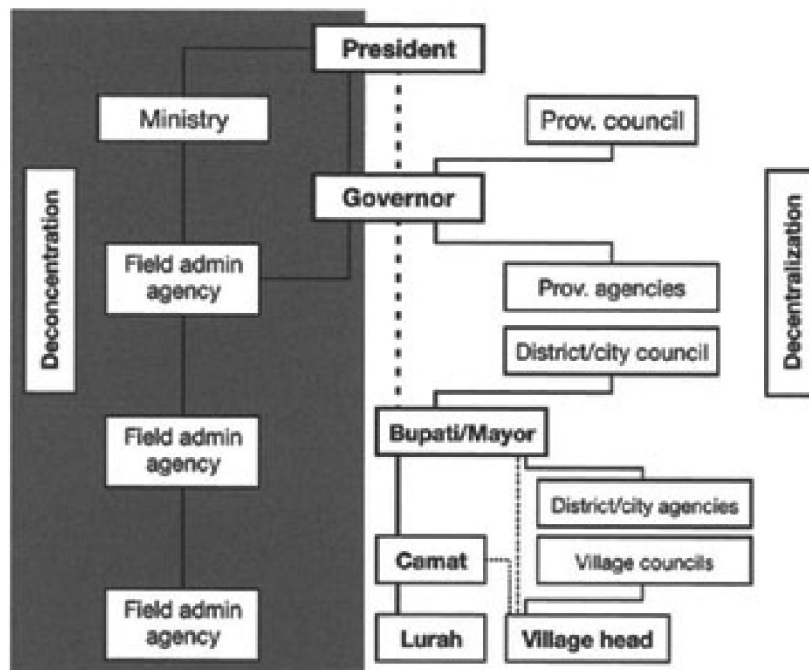 President
Ministry
Prov. council
Deconcentration
Governor
Decentralization
Field admin
agency
Prov. agencies
District/city council
Bupati/Mayor
Field admin
agency
District/city agencies
Camat
Village councils
Field admin
agency
Lurah
Village head